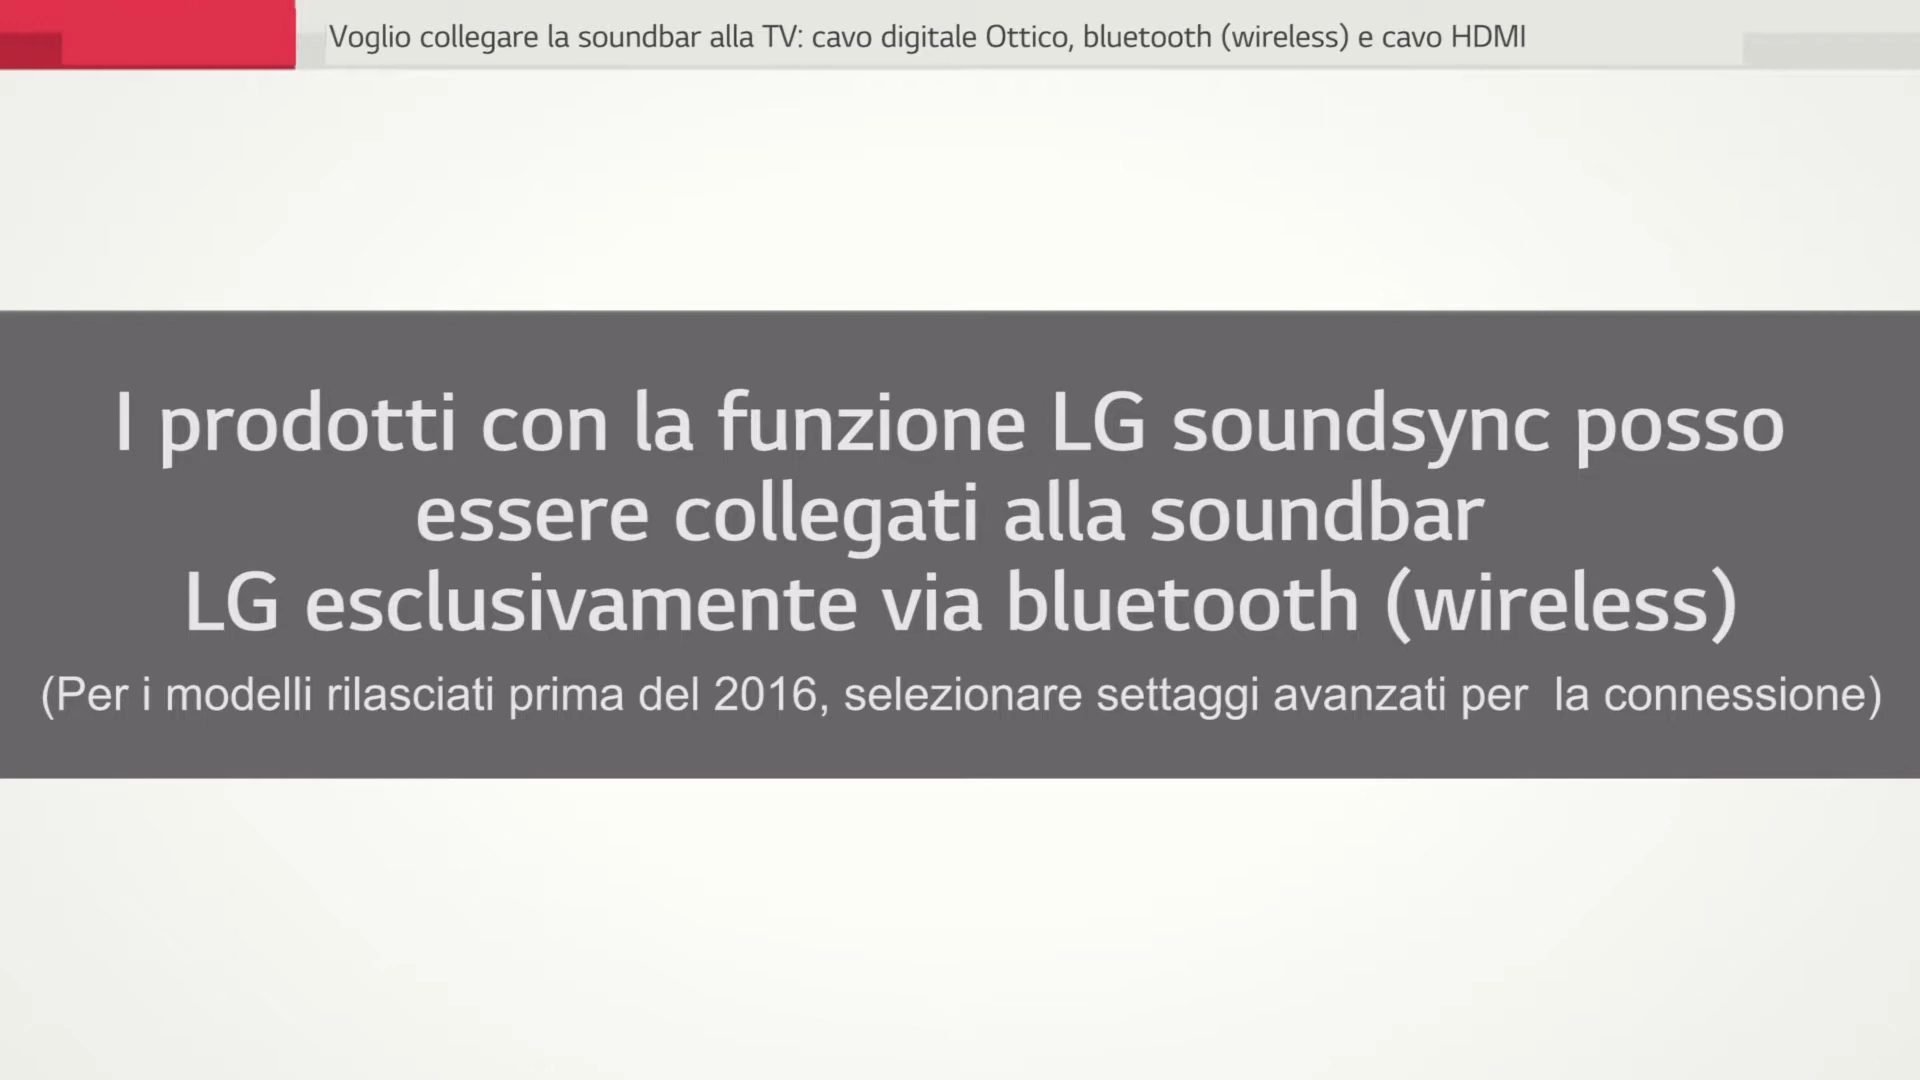 Voglio collegare la soundbar alla TV: cavo digitale Ottico, bluetooth (wireless) e cavo HDMI
I prodotti con la funzione LG soundsync posso
essere collegati alla soundbar
LG esclusivamente via bluetooth (wireless)
(Per i modelli rilasciati prima del 2016, selezionare settaggi avanzati per  la connessione)